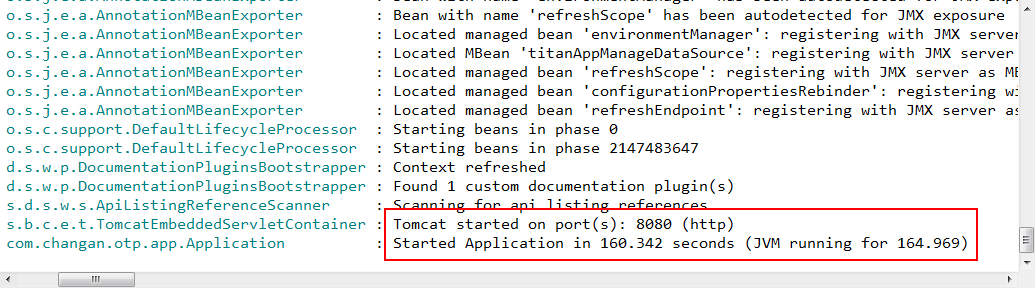 o.s.j.e.a.AnnotationMBeanExporter : Bean with name 'refreshScope' has been autodetected for JMX exposure
o.s.j.e.a.AnnotationMBeanExporter : Located managed bean 'environmentManager': registering with JMX server
o.s.j.e.a.AnnotationMBeanExporter : Located MBean 'titanAppManageDataSource': registering with JMX server
o.s.j.e.a.AnnotationMBeanExporter : Located managed bean 'refreshScope': registering with JMX server as MB
o.s.j.e.a.AnnotationMBeanExporter : Located managed bean 'configurationPropertiesRebinder': registering wi
o.s.j.e.a.AnnotationMBeanExporter : Located managed bean 'refreshEndpoint': registering with JMX server as
o.s.c.support.DefaultLifecycleProcessor : Starting beans in phase 0
o.s.c.support.DefaultLifecycleProcessor : Starting beans in phase 2147483647
d.s.w.p.DocumentationPluginsBootstrapper : Context refreshed
d.s.w.p.DocumentationPluginsBootstrapper : Found 1 custom documentation plugin(s)
s.d.s.w.s.ApiListingReferenceScanner : Scanning for api listing references
s.b.c.e.t.TomcatEmbeddedServletContainer : Tomcat started on port(s): 8080 (http)
com.changan.otp.app.Application : Started Application in 160.342 seconds (JVM running for 164.969)